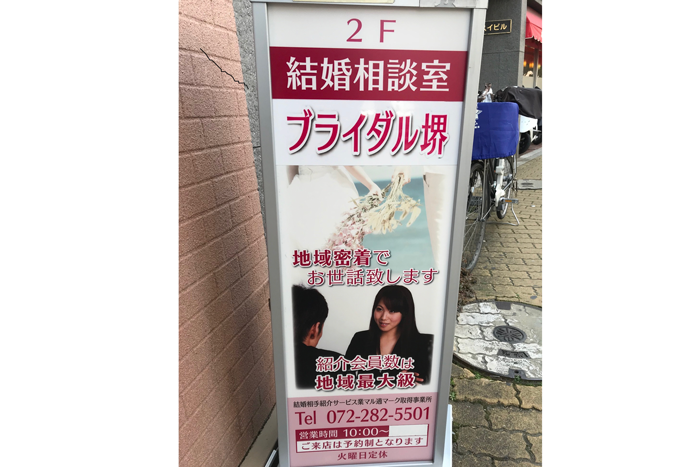 2F
結婚相談室
ブライダル堺
地域密着で
お世話致します
紹介会員数は
地域最大級
結婚相手紹介サービス業マル適マーク取得事業所
Tel 072-282-5501
営業時間 10:00～
ご来店は予約制となります
火曜日定休
ビル